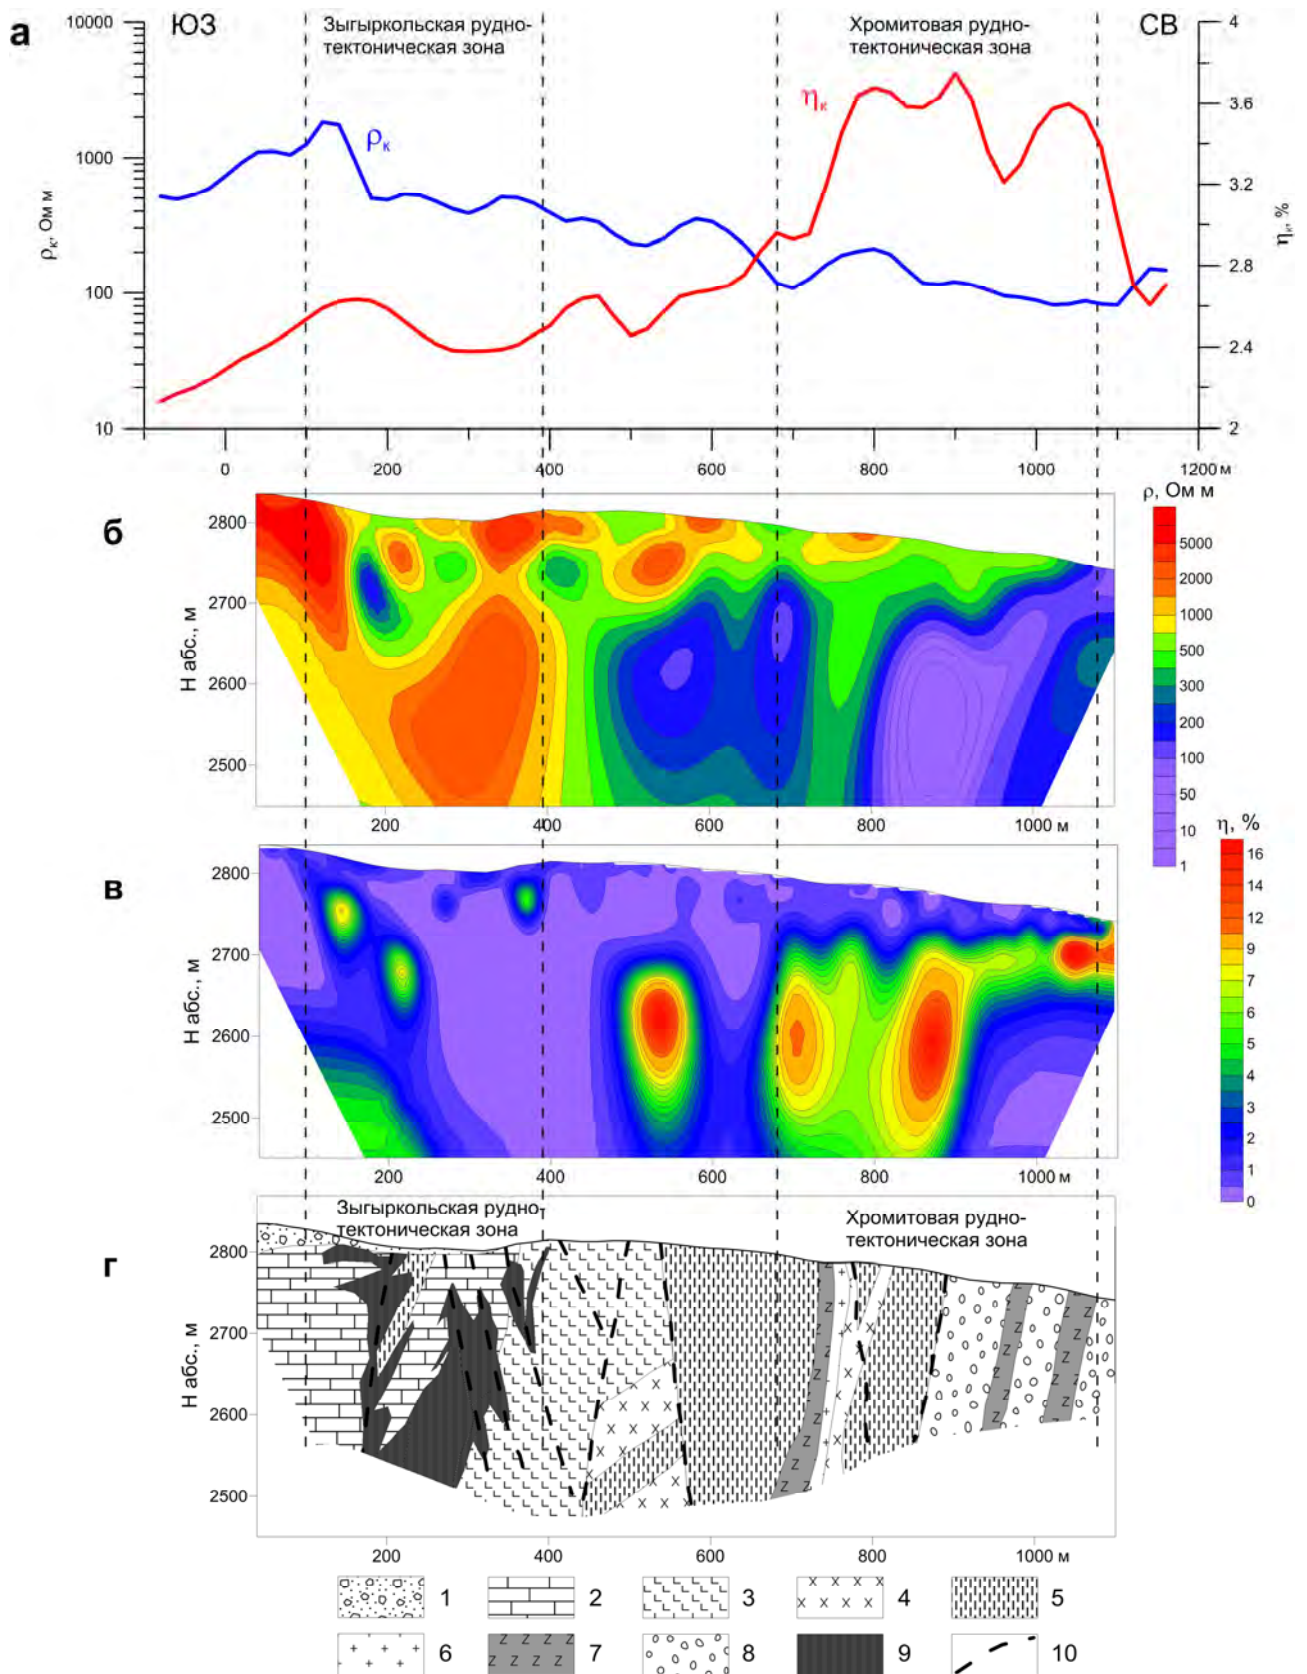 а
ЮЗ
Зыгыркольская рудно-
тектоническая зона
Хромитовая рудно-
тектоническая зона
СВ
10000
1000
100
10
ρк, Ом м
ρк
ηк
4
3.6
3.2
2.8
2.4
2
ηк, %
0
200
400
600
800
1000
1200 м
б
2800
2700
2600
2500
Н абс., м
200
400
600
800
1000 м
ρ, Ом м
5000
2000
1000
500
300
200
100
50
10
1
в
2800
2700
2600
2500
Н абс., м
200
400
600
800
1000 м
η, %
16
14
12
9
7
6
5
4
3
2
1
0
г
Зыгыркольская рудно-
тектоническая зона
Хромитовая рудно-
тектоническая зона
2800
2700
2600
2500
Н абс., м
200
400
600
800
1000 м
1
2
3
4
5
6
7
8
9
10